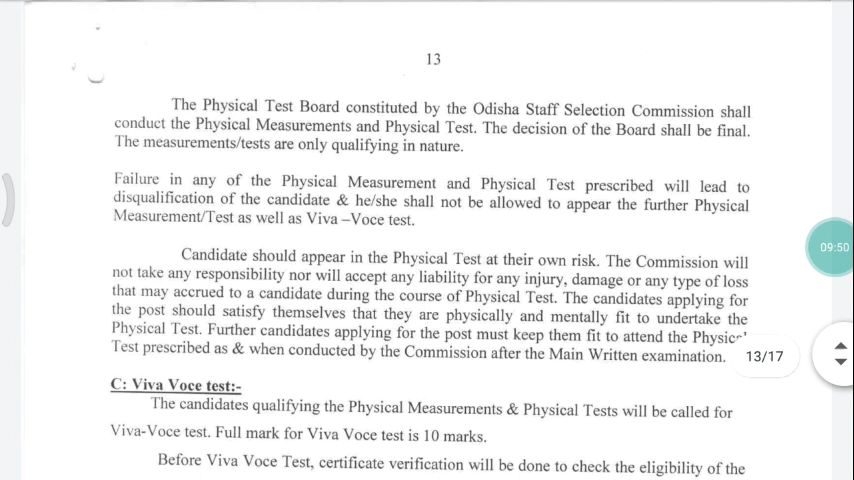 13
The Physical Test Board constituted by the Odisha Staff Selection Commission shall
conduct the Physical Measurements and Physical Test. The decision of the Board shall be final.
The measurements/tests are only qualifying in nature.
Failure in any of the Physical Measurement and Physical Test prescribed will lead to
disqualification of the candidate & he/she shall not be allowed to appear the further Physical
Measurement/Test as well as Viva –Voce test.
Candidate should appear in the Physical Test at their own risk. The Commission will
not take any responsibility nor will accept any liability for any injury, damage or any type of loss
that may accrued to a candidate during the course of Physical Test. The candidates applying for
the post should satisfy themselves that they are physically and mentally fit to undertake the
Physical Test. Further candidates applying for the post must keep them fit to attend the Physical
Test prescribed as & when conducted by the Commission after the Main Written examination.
C: Viva Voce test:-
The candidates qualifying the Physical Measurements & Physical Tests will be called for
Viva-Voce test. Full mark for Viva Voce test is 10 marks.
Before Viva Voce Test, certificate verification will be done to check the eligibility of the
09:50
13/17